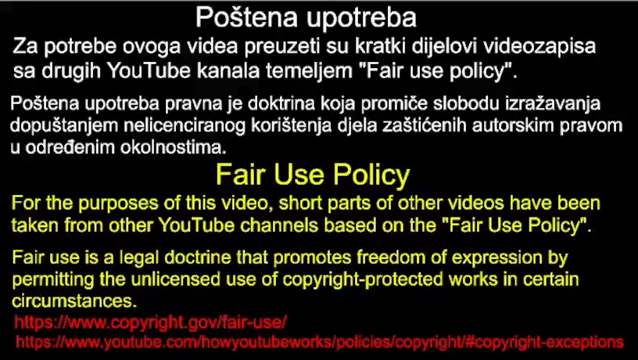 Poštena upotreba
Za potrebe ovoga videa preuzeti su kratki dijelovi videozapisa
sa drugih YouTube kanala temeljem "Fair use policy".
Poštena upotreba pravna je doktrina koja promiče slobodu izražavanja
dopuštanjem nelicenciranog korištenja djela zaštićenih autorskim pravom
u određenim okolnostima.
Fair Use Policy
For the purposes of this video, short parts of other videos have been
taken from other YouTube channels based on the "Fair Use Policy".
Fair use is a legal doctrine that promotes freedom of expression by
permitting the unlicensed use of copyright-protected works in certain
circumstances.
https://www.copyright.gov/fair-use/
https://www.youtube.com/howyoutubeworks/policies/copyright/#copyright-exceptions